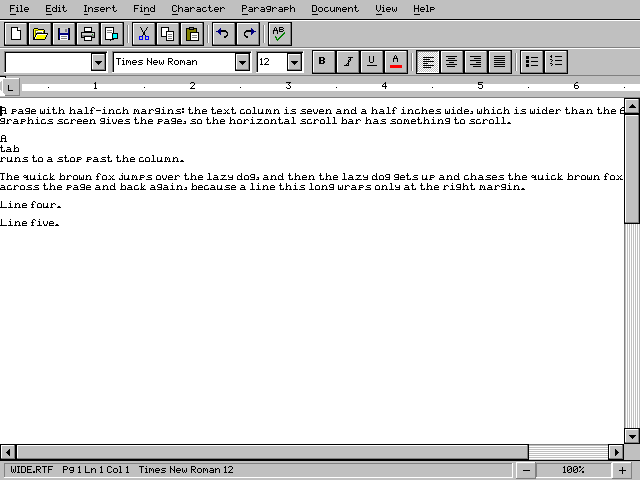 File Edit Insert Find Character Paragraph Document View Help
AB
Times New Roman 12 B I U A
L 1 2 3 4 5 6
A page with half-inch margins: the text column is seven and a half inches wide, which is wider than the 6
graphics screen gives the page, so the horizontal scroll bar has something to scroll.
A
tab
runs to a stop past the column.
The quick brown fox jumps over the lazy dog, and then the lazy dog gets up and chases the quick brown fox
across the page and back again, because a line this long wraps only at the right margin.
Line four.
Line five.
WIDE.RTF Pg 1 Ln 1 Col 1 Times New Roman 12 − 100% +